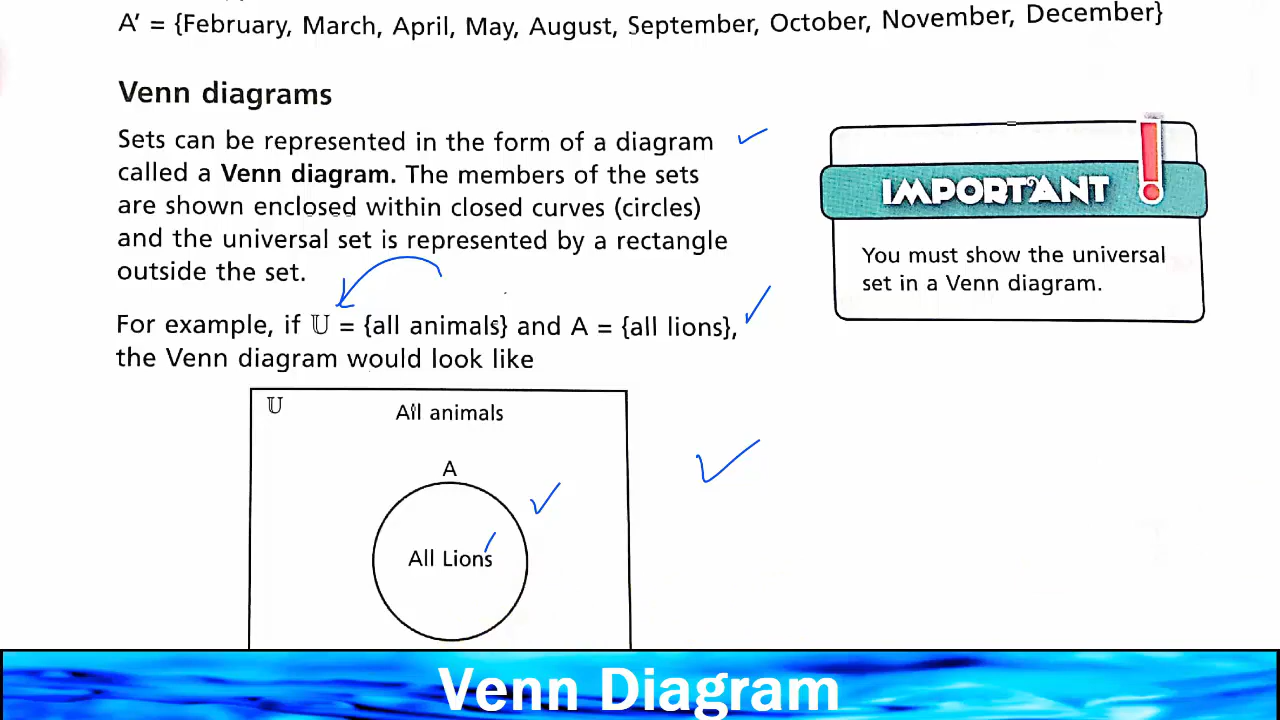 A′ = {February, March, April, May, August, September, October, November, December}
Venn diagrams
Sets can be represented in the form of a diagram
called a Venn diagram. The members of the sets
are shown enclosed within closed curves (circles)
and the universal set is represented by a rectangle
outside the set.
IMPORTANT
You must show the universal
set in a Venn diagram.
For example, if 𝕌 = {all animals} and A = {all lions},
the Venn diagram would look like
𝕌
All animals
A
All Lions
Venn Diagram